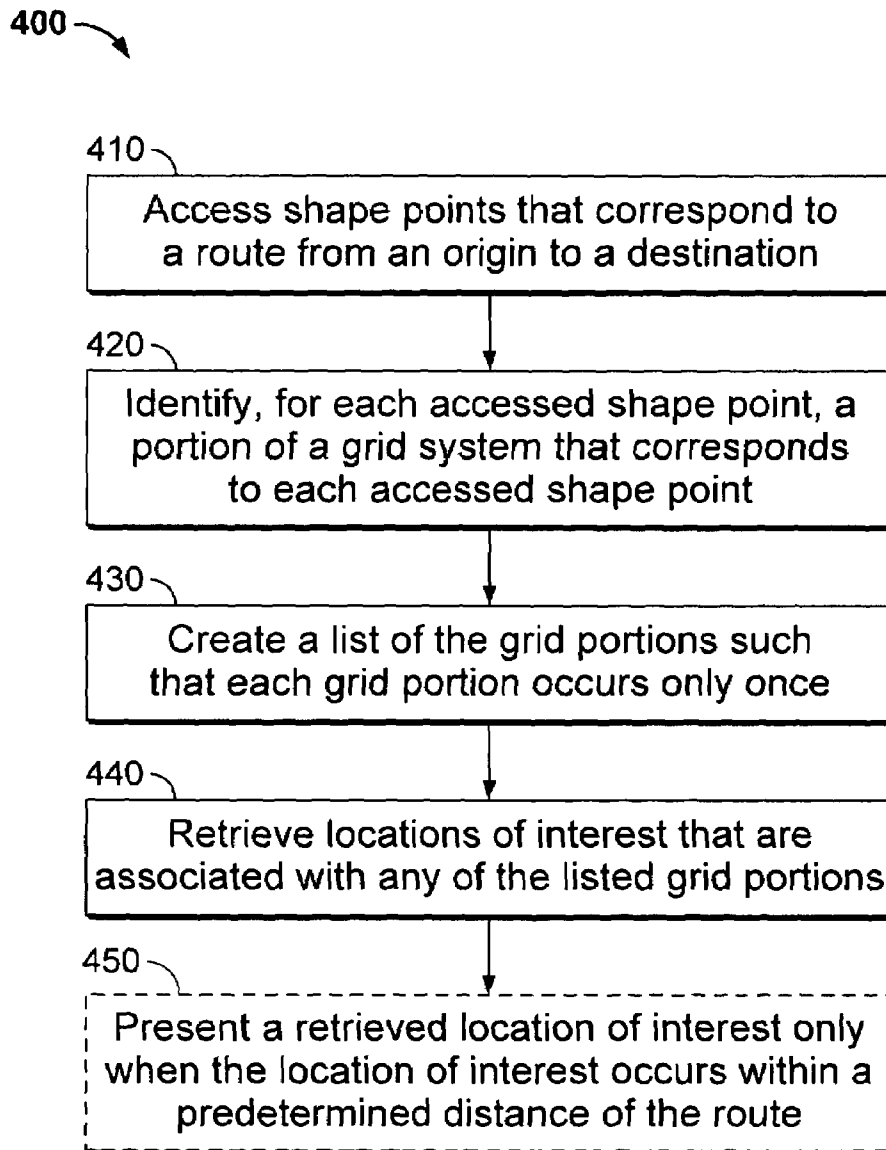 400
410
Access shape points that correspond to
a route from an origin to a destination
420
Identify, for each accessed shape point, a
portion of a grid system that corresponds
to each accessed shape point
430
Create a list of the grid portions such
that each grid portion occurs only once
440
Retrieve locations of interest that are
associated with any of the listed grid portions
450
Present a retrieved location of interest only
when the location of interest occurs within a
predetermined distance of the route